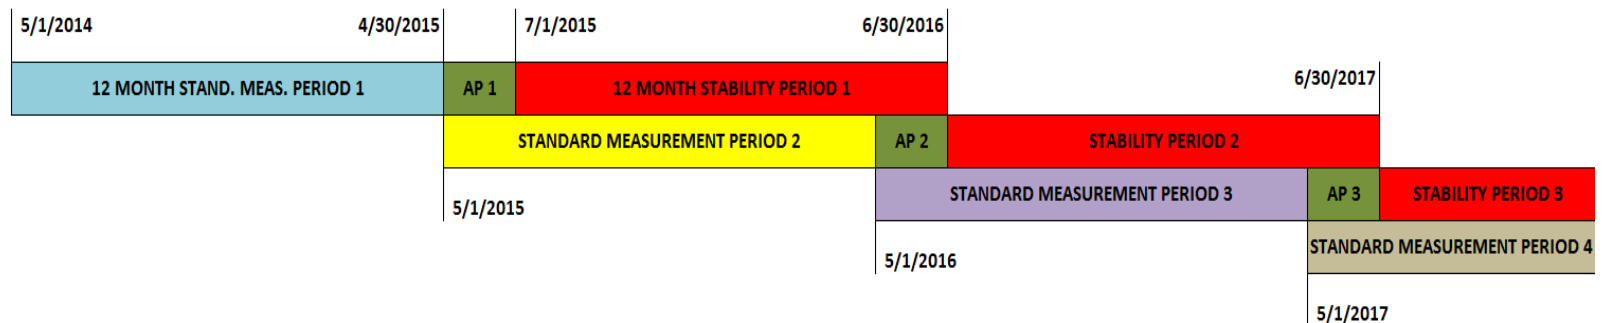 5/1/2014 4/30/2015 7/1/2015 6/30/2016
6/30/2017
12 MONTH STAND. MEAS. PERIOD 1 AP 1 12 MONTH STABILITY PERIOD 1
STANDARD MEASUREMENT PERIOD 2 AP 2 STABILITY PERIOD 2
STANDARD MEASUREMENT PERIOD 3 AP 3 STABILITY PERIOD 3
5/1/2015
STANDARD MEASUREMENT PERIOD 4
5/1/2016
5/1/2017